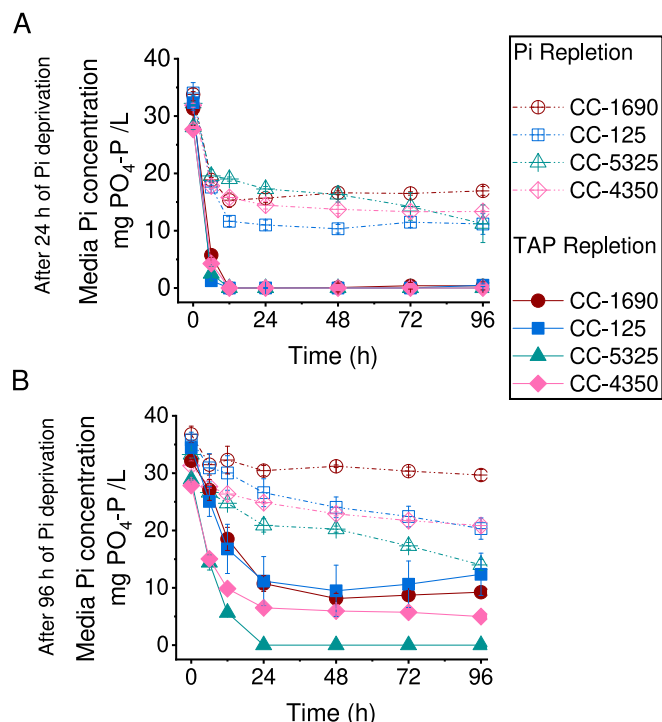 A
After 24 h of Pi deprivation
Media Pi concentration
mg PO₄-P /L
40
30
20
10
0
0 24 48 72 96
Time (h)
Pi Repletion
CC-1690
CC-125
CC-5325
CC-4350
TAP Repletion
CC-1690
CC-125
CC-5325
CC-4350
B
After 96 h of Pi deprivation
Media Pi concentration
mg PO₄-P /L
40
30
20
10
0
0 24 48 72 96
Time (h)